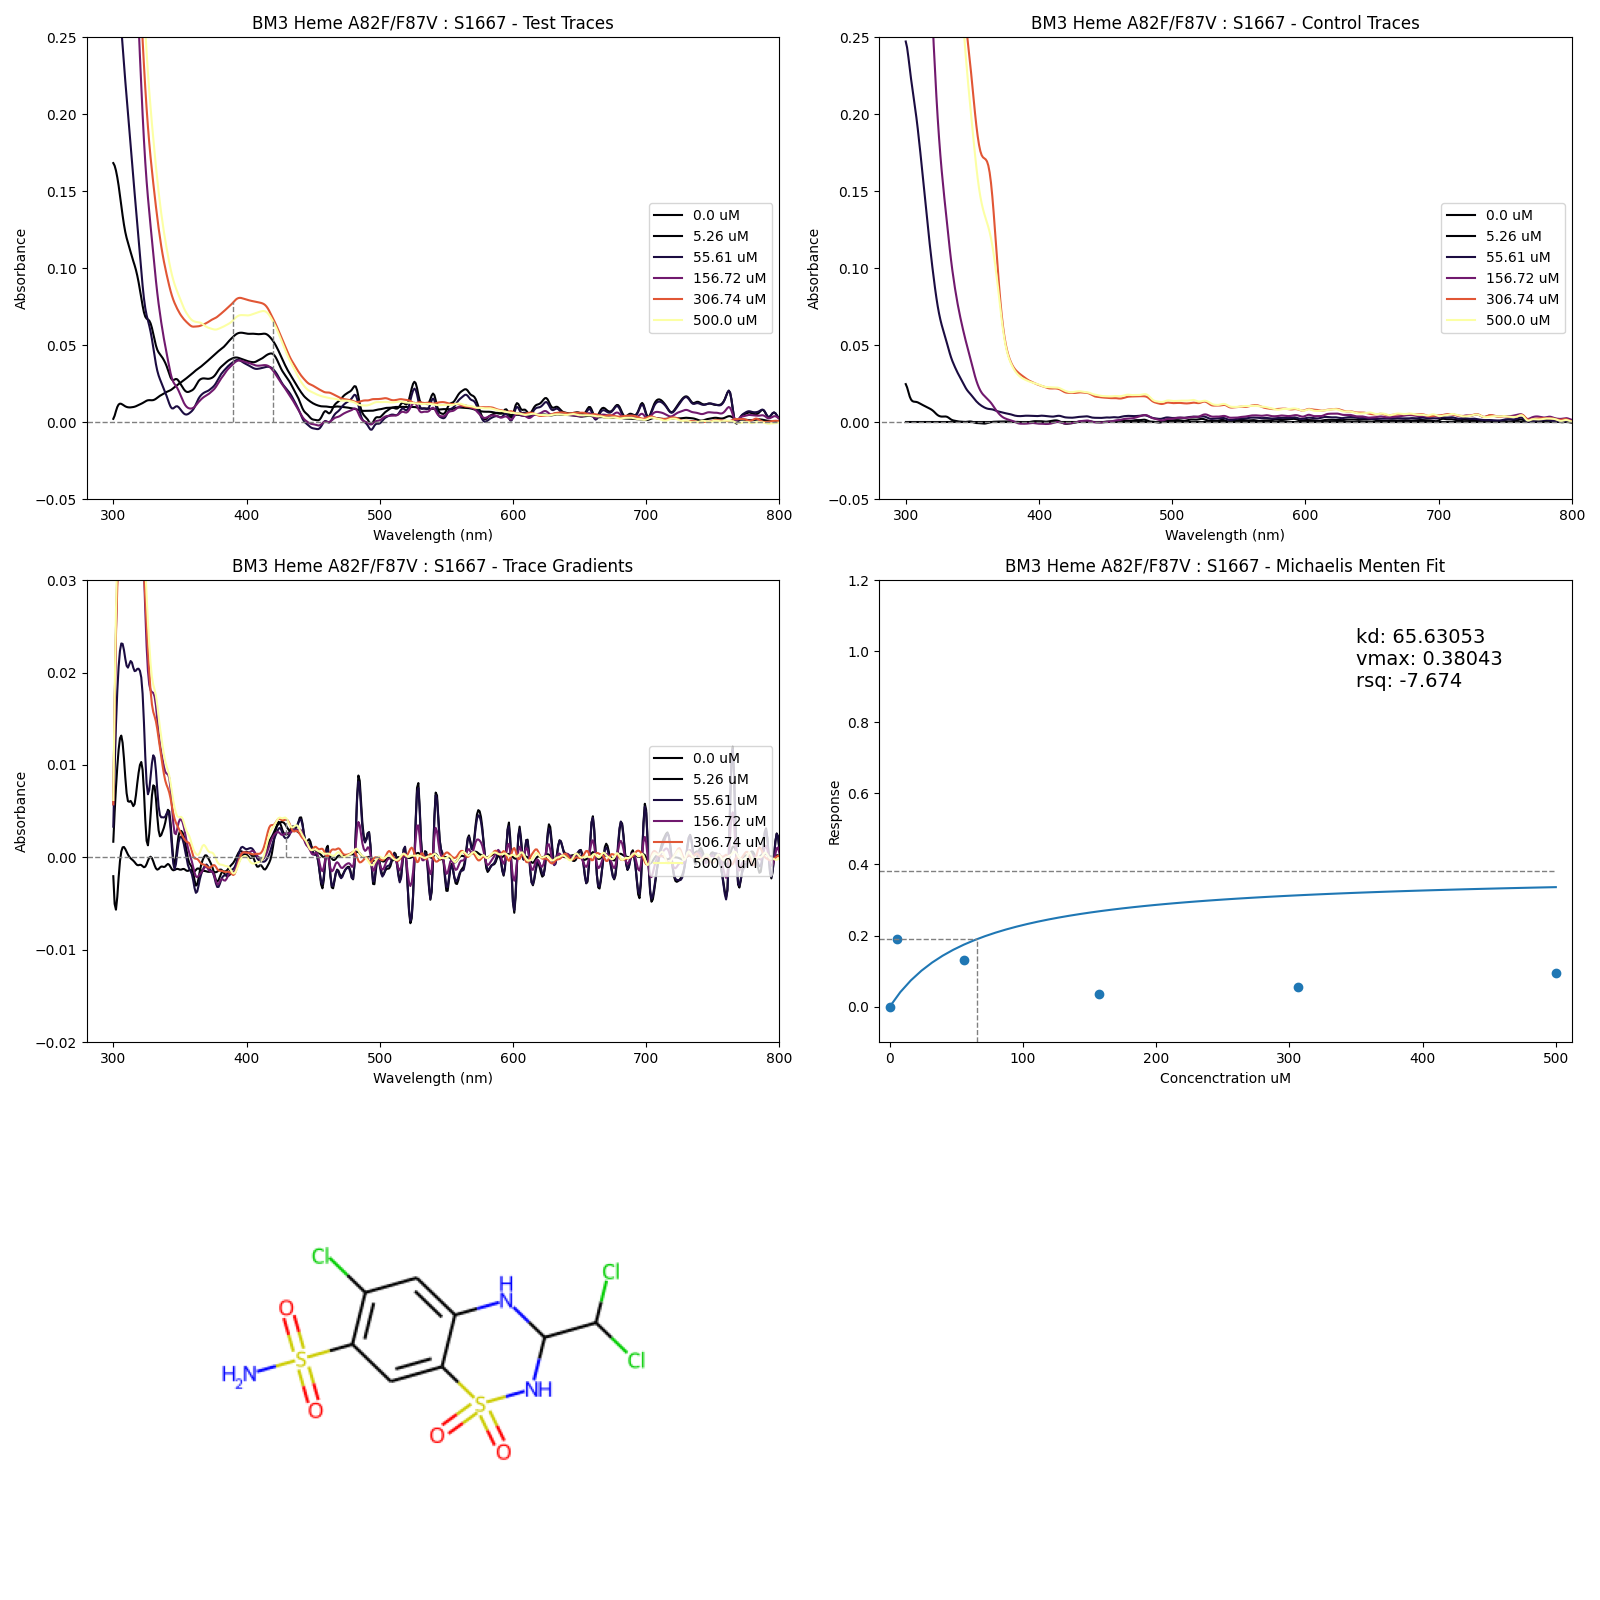 BM3 Heme A82F/F87V : S1667 - Test Traces
0.25
0.20
0.15
0.10
0.05
0.00
−0.05
Absorbance
300 400 500 600 700 800
Wavelength (nm)
0.0 uM
5.26 uM
55.61 uM
156.72 uM
306.74 uM
500.0 uM
BM3 Heme A82F/F87V : S1667 - Control Traces
0.25
0.20
0.15
0.10
0.05
0.00
−0.05
Absorbance
300 400 500 600 700 800
Wavelength (nm)
0.0 uM
5.26 uM
55.61 uM
156.72 uM
306.74 uM
500.0 uM
BM3 Heme A82F/F87V : S1667 - Trace Gradients
0.03
0.02
0.01
0.00
−0.01
−0.02
Absorbance
300 400 500 600 700 800
Wavelength (nm)
0.0 uM
5.26 uM
55.61 uM
156.72 uM
306.74 uM
500.0 uM
BM3 Heme A82F/F87V : S1667 - Michaelis Menten Fit
1.2
1.0
0.8
0.6
0.4
0.2
0.0
Response
kd: 65.63053
vmax: 0.38043
rsq: -7.674
0 100 200 300 400 500
Concenctration uM
Cl
H
N
Cl
O
S
H2N
O
Cl
NH
S
O
O